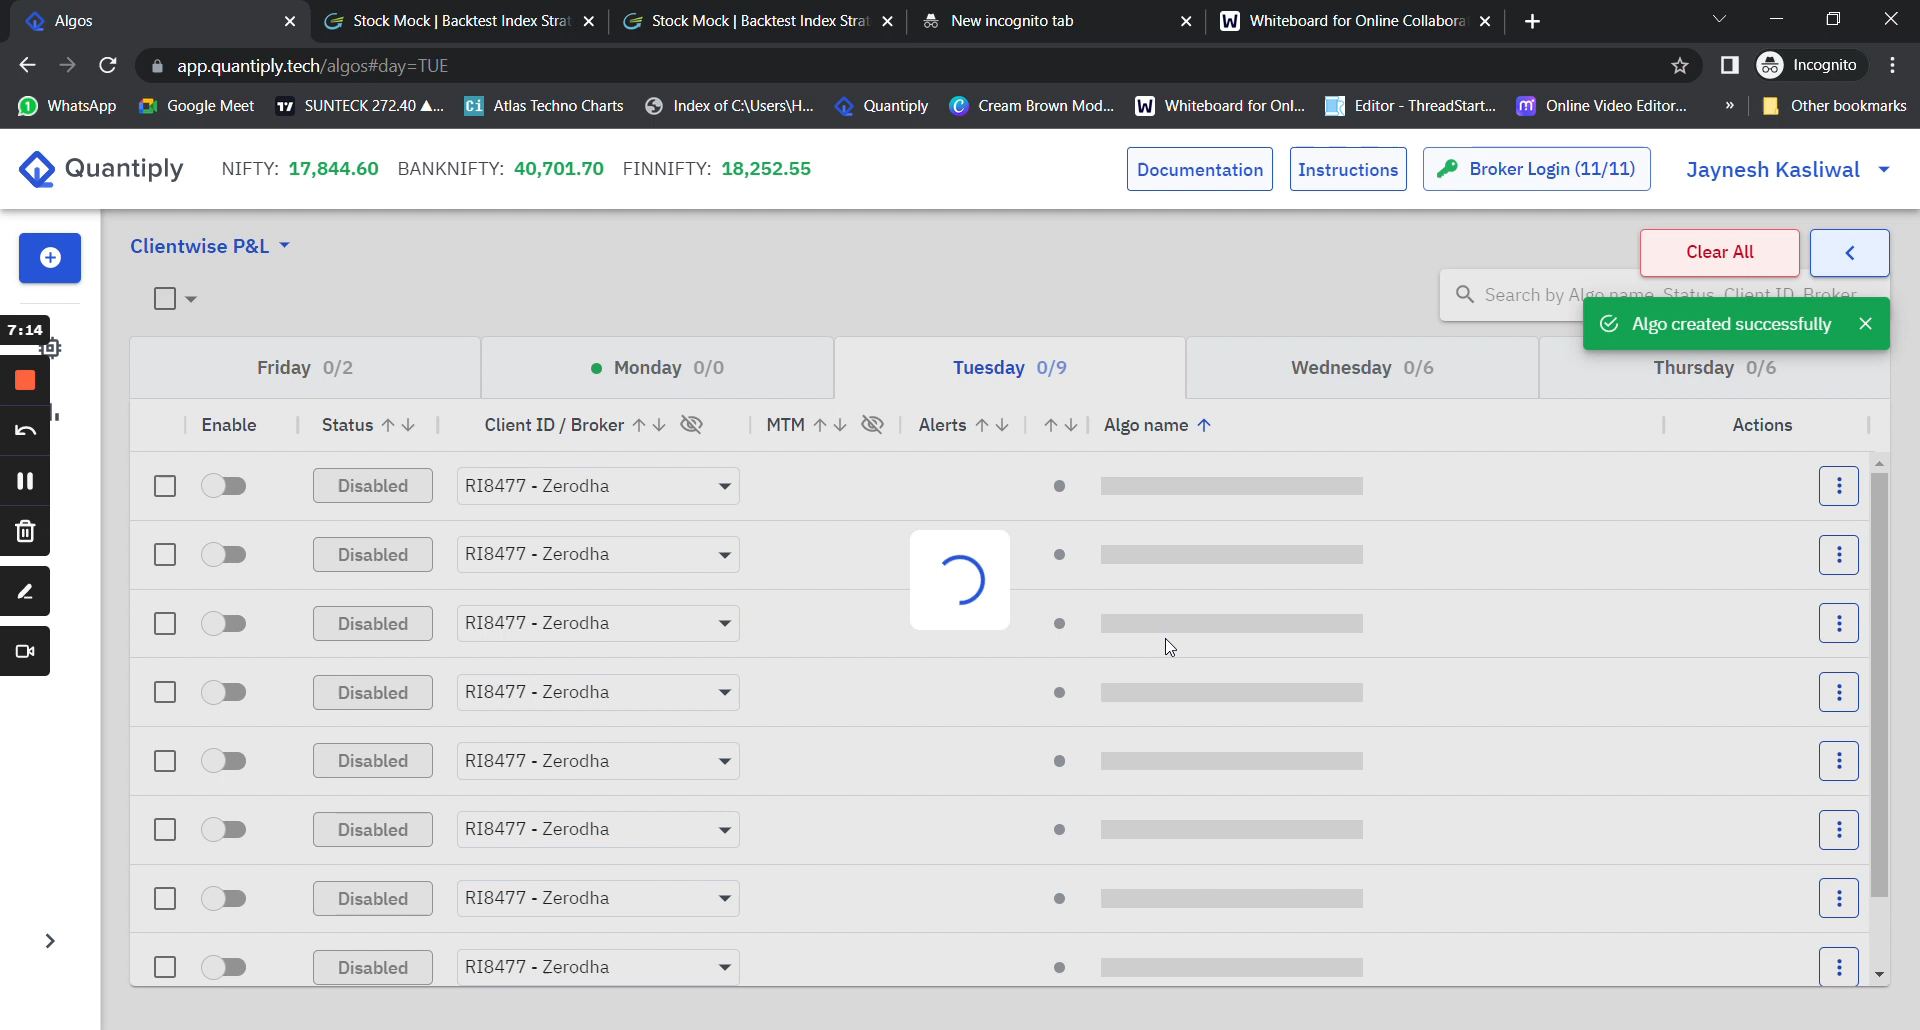 Algos
Stock Mock | Backtest Index Strat
Stock Mock | Backtest Index Strat
New incognito tab
Whiteboard for Online Collabora
app.quantiply.tech/algos#day=TUE
Incognito
WhatsApp
Google Meet
SUNTECK 272.40 ▲...
Atlas Techno Charts
Index of C:\Users\H...
Quantiply
Cream Brown Mod...
Whiteboard for Onl...
Editor - ThreadStart...
Online Video Editor...
»
Other bookmarks
Quantiply
NIFTY: 17,844.60 BANKNIFTY: 40,701.70 FINNIFTY: 18,252.55
Documentation
Instructions
Broker Login (11/11)
Jaynesh Kasliwal
Clientwise P&L
Clear All
Search by Algo name, Status, Client ID, Broker
Algo created successfully
7:14
Friday 0/2
Monday 0/0
Tuesday 0/9
Wednesday 0/6
Thursday 0/6
Enable
Status
Client ID / Broker
MTM
Alerts
Algo name
Actions
Disabled RI8477 - Zerodha
Disabled RI8477 - Zerodha
Disabled RI8477 - Zerodha
Disabled RI8477 - Zerodha
Disabled RI8477 - Zerodha
Disabled RI8477 - Zerodha
Disabled RI8477 - Zerodha
Disabled RI8477 - Zerodha